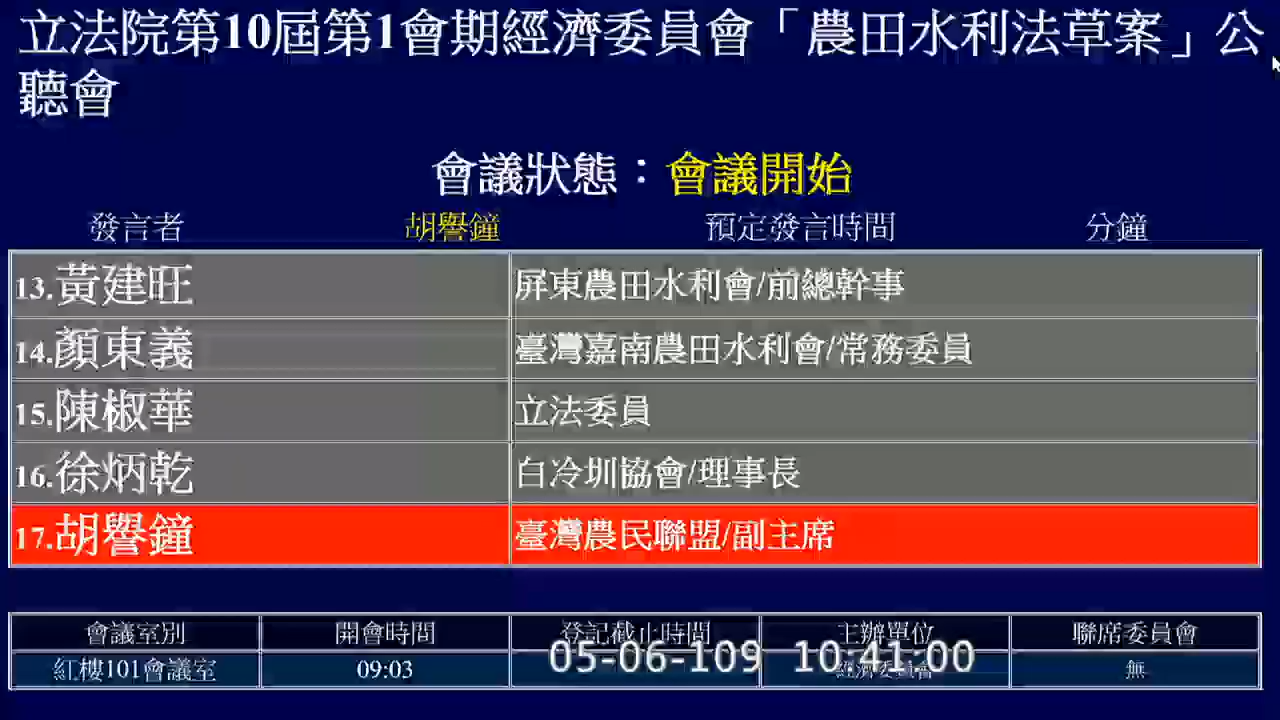 立法院第10屆第1會期經濟委員會「農田水利法草案」公
聽會
會議狀態：會議開始
發言者 胡譽鐘 預定發言時間 分鐘
13.黃建旺 屏東農田水利會/前總幹事
14.顏東義 臺灣嘉南農田水利會/常務委員
15.陳椒華 立法委員
16.徐炳乾 白冷圳協會/理事長
17.胡譽鐘 臺灣農民聯盟/副主席
會議室別 開會時間 登記截止時間 主辦單位 聯席委員會
紅樓101會議室 09:03 經濟委員會 無
05-06-109 10:41:00